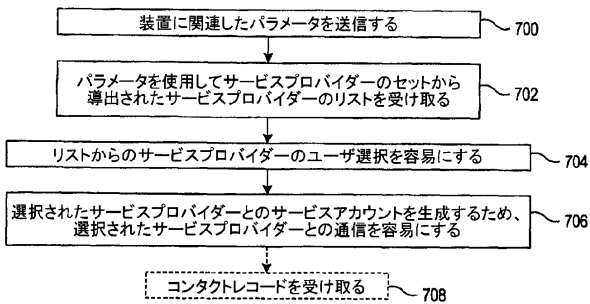 装置に関連したパラメータを送信する
700
パラメータを使用してサービスプロバイダーのセットから
導出されたサービスプロバイダーのリストを受け取る
702
リストからのサービスプロバイダーのユーザ選択を容易にする
704
選択されたサービスプロバイダーとのサービスアカウントを生成するため、
選択されたサービスプロバイダーとの通信を容易にする
706
コンタクトレコードを受け取る
708